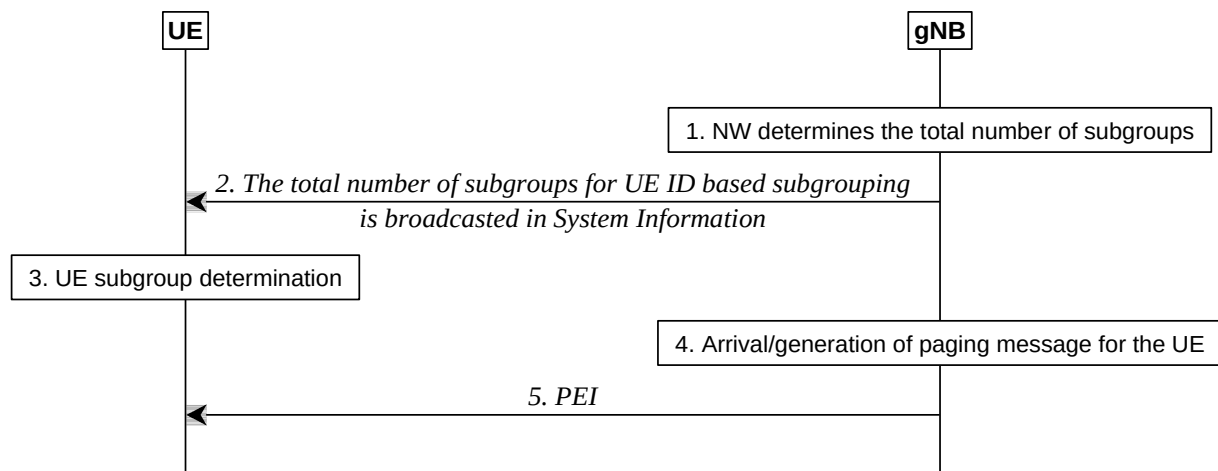 UE
gNB
1. NW determines the total number of subgroups
2. The total number of subgroups for UE ID based subgrouping
is broadcasted in System Information
3. UE subgroup determination
4. Arrival/generation of paging message for the UE
5. PEI